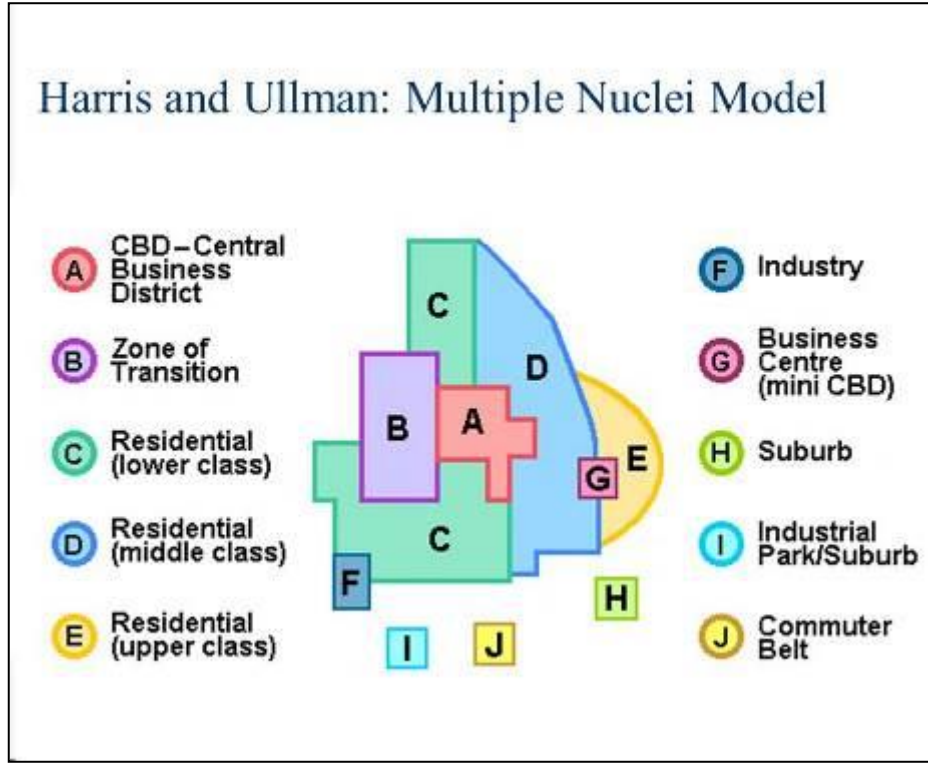 Harris and Ullman: Multiple Nuclei Model
A
CBD–Central
Business
District
B
Zone of
Transition
C
Residential
(lower class)
D
Residential
(middle class)
E
Residential
(upper class)
C
D
B
A
E
G
C
F
H
I
J
F
Industry
G
Business
Centre
(mini CBD)
H
Suburb
I
Industrial
Park/Suburb
J
Commuter
Belt